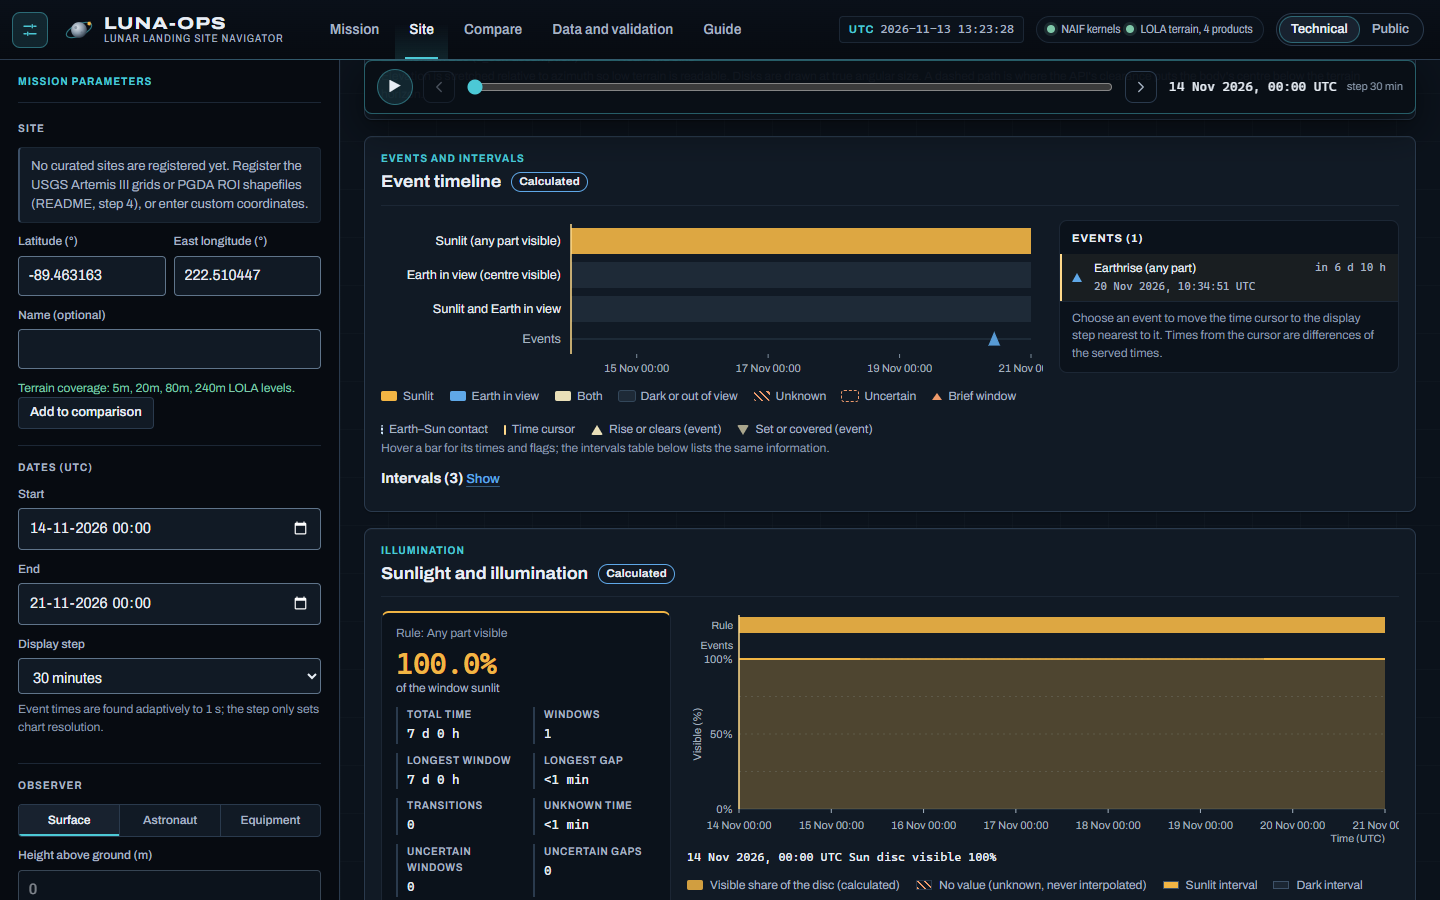 LUNA-OPS
LUNAR LANDING SITE NAVIGATOR
Mission
Site
Compare
Data and validation
Guide
UTC 2026-11-13 13:23:28
NAIF kernels
LOLA terrain, 4 products
Technical
Public
MISSION PARAMETERS
SITE
No curated sites are registered yet. Register the
USGS Artemis III grids or PGDA ROI shapefiles
(README, step 4), or enter custom coordinates.
Latitude (°)
East longitude (°)
-89.463163
222.510447
Name (optional)
Terrain coverage: 5m, 20m, 80m, 240m LOLA levels.
Add to comparison
DATES (UTC)
Start
14-11-2026 00:00
End
21-11-2026 00:00
Display step
30 minutes
Event times are found adaptively to 1 s; the step only sets
chart resolution.
OBSERVER
Surface
Astronaut
Equipment
Height above ground (m)
0
14 Nov 2026, 00:00 UTC
step 30 min
EVENTS AND INTERVALS
Event timeline
Calculated
Sunlit (any part visible)
Earth in view (centre visible)
Sunlit and Earth in view
Events
15 Nov 00:00
17 Nov 00:00
19 Nov 00:00
21 Nov 0
Sunlit
Earth in view
Both
Dark or out of view
Unknown
Uncertain
Brief window
Earth–Sun contact
Time cursor
Rise or clears (event)
Set or covered (event)
Hover a bar for its times and flags; the intervals table below lists the same information.
Intervals (3) Show
EVENTS (1)
Earthrise (any part)
in 6 d 10 h
20 Nov 2026, 10:34:51 UTC
Choose an event to move the time cursor to the display
step nearest to it. Times from the cursor are differences of
the served times.
ILLUMINATION
Sunlight and illumination
Calculated
Rule: Any part visible
100.0%
of the window sunlit
TOTAL TIME
7 d 0 h
WINDOWS
1
LONGEST WINDOW
7 d 0 h
LONGEST GAP
<1 min
TRANSITIONS
0
UNKNOWN TIME
<1 min
UNCERTAIN
WINDOWS
0
UNCERTAIN GAPS
0
Rule
Events
100%
50%
0%
Visible (%)
14 Nov 00:00
15 Nov 00:00
16 Nov 00:00
17 Nov 00:00
18 Nov 00:00
19 Nov 00:00
20 Nov 00:00
21 Nov 00
Time (UTC)
14 Nov 2026, 00:00 UTC Sun disc visible 100%
Visible share of the disc (calculated)
No value (unknown, never interpolated)
Sunlit interval
Dark interval